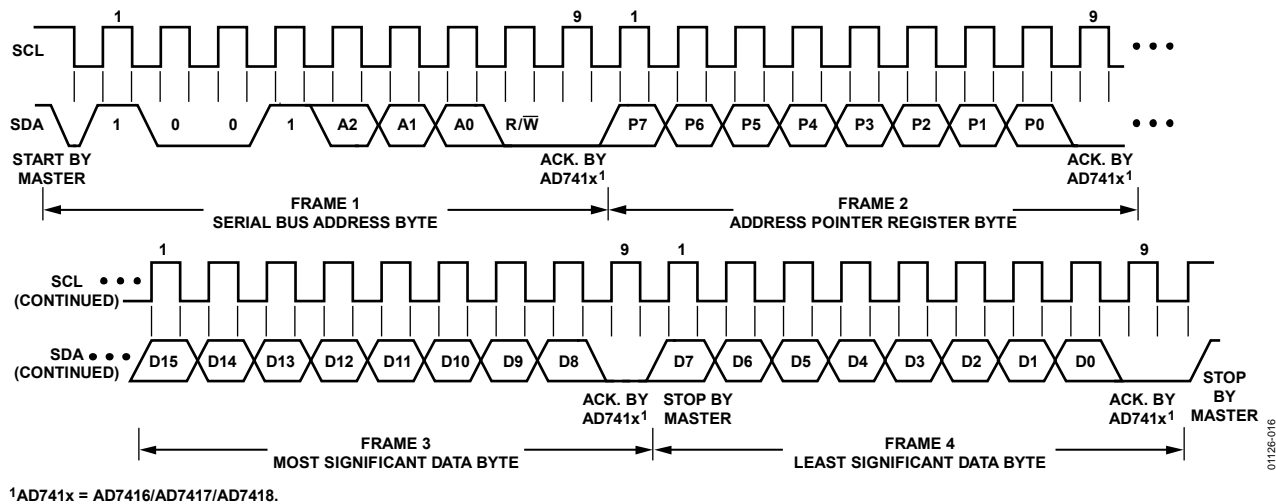 1 9 1 9
SCL
SDA 1 0 0 1 A2 A1 A0 R/W̅ P7 P6 P5 P4 P3 P2 P1 P0
START BY
MASTER
ACK. BY
AD741x1
ACK. BY
AD741x1
FRAME 1
SERIAL BUS ADDRESS BYTE
FRAME 2
ADDRESS POINTER REGISTER BYTE
1 9 1 9
SCL
(CONTINUED)
SDA
(CONTINUED)
D15 D14 D13 D12 D11 D10 D9 D8 D7 D6 D5 D4 D3 D2 D1 D0
ACK. BY
AD741x1
STOP BY
MASTER
ACK. BY
AD741x1
STOP
BY
MASTER
FRAME 3
MOST SIGNIFICANT DATA BYTE
FRAME 4
LEAST SIGNIFICANT DATA BYTE
01126-016
1AD741x = AD7416/AD7417/AD7418.